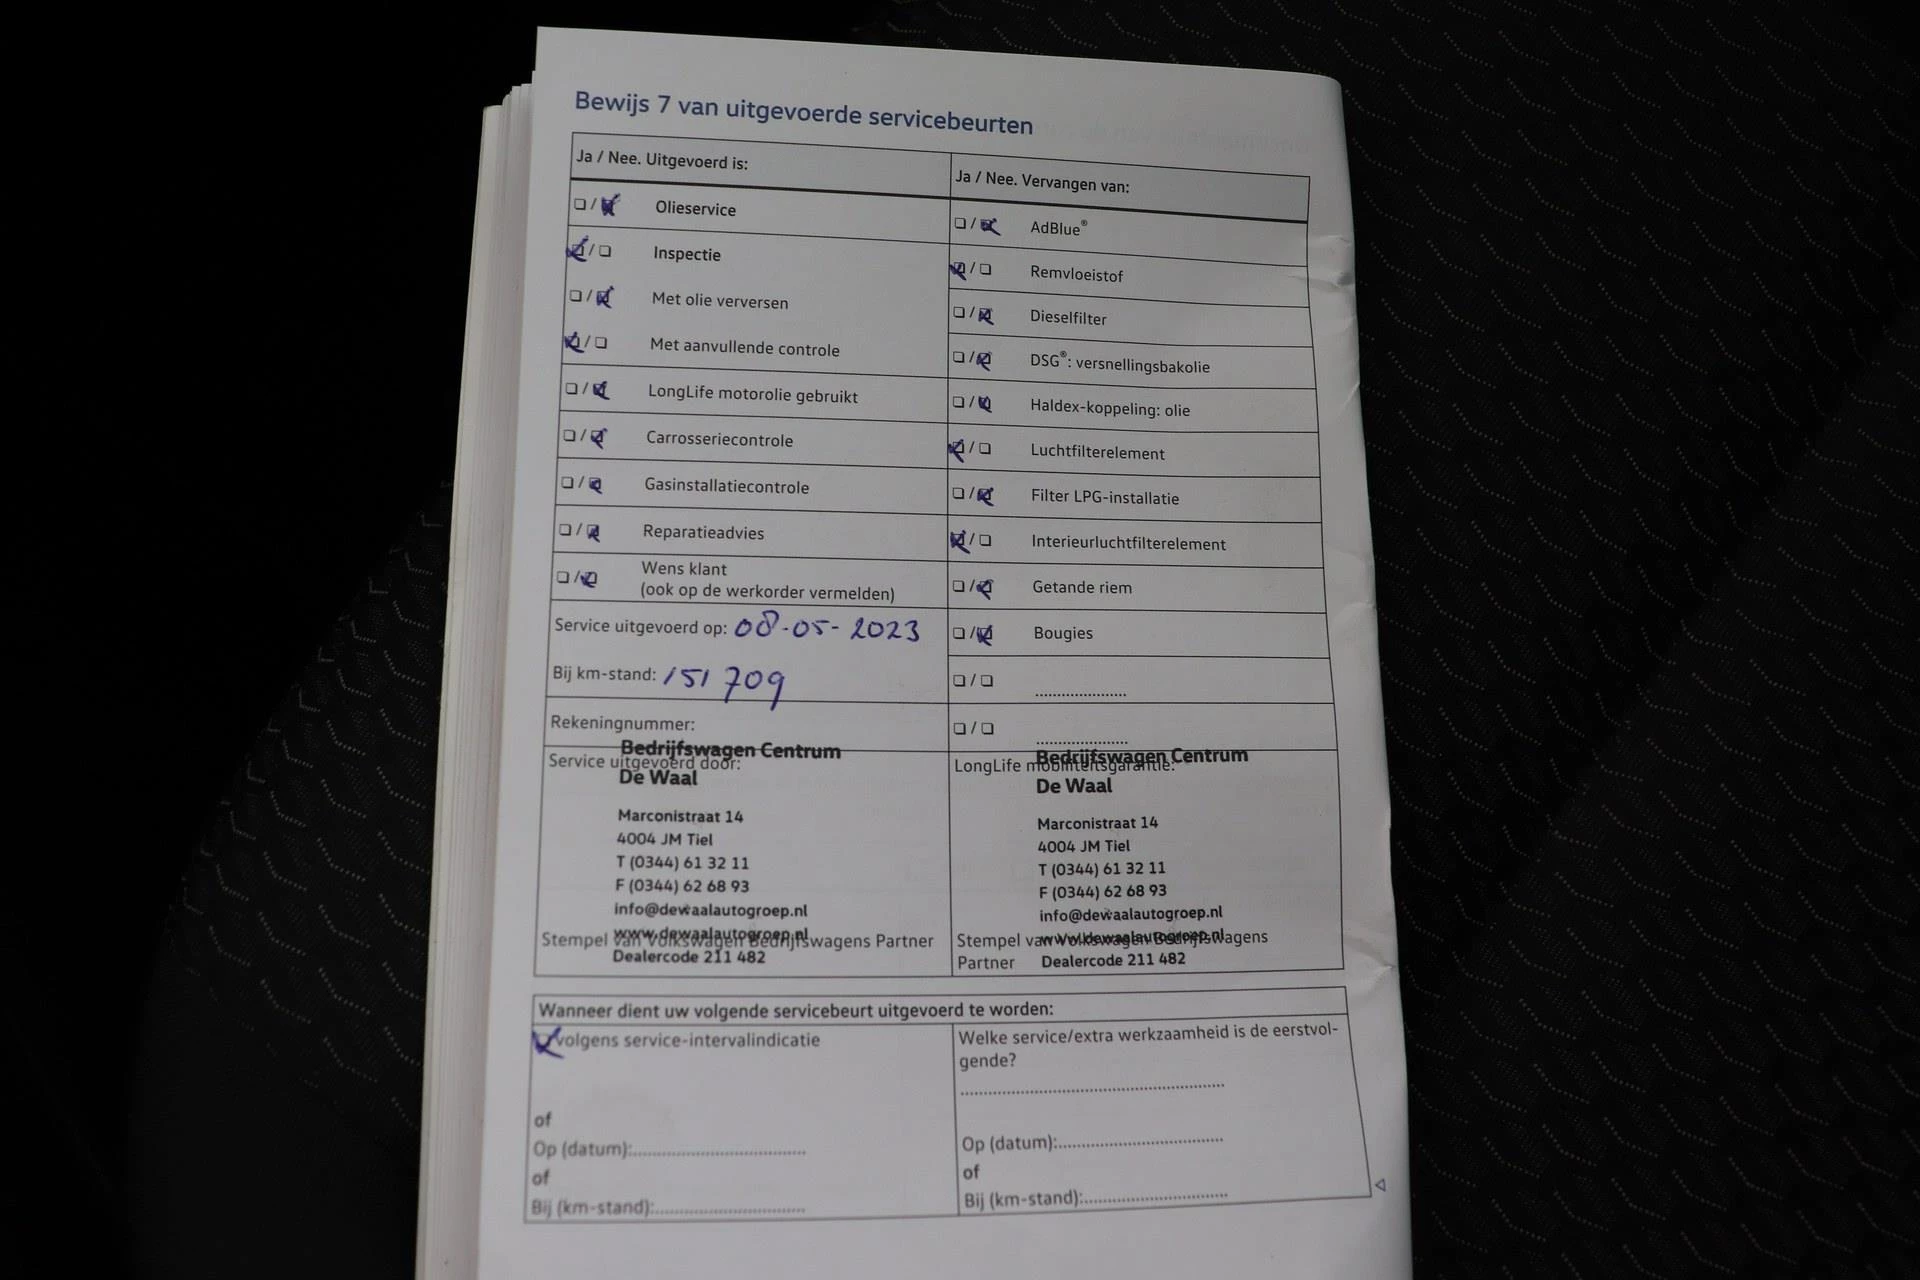 Bewijs 7 van uitgevoerde servicebeurten
Ja / Nee. Uitgevoerd is:
Olieservice
Inspectie
Met olie verversen
Met aanvullende controle
LongLife motorolie gebruikt
Carrosseriecontrole
Gasinstallatiecontrole
Reparatieadvies
Wens klant
(ook op de werkorder vermelden)
Service uitgevoerd op: 08-05-2023
Bij km-stand: 151 709
Rekeningnummer:
Service uitgevoerd door:
Bedrijfswagen Centrum
De Waal
Marconistraat 14
4004 JM Tiel
T (0344) 61 32 11
F (0344) 62 68 93
info@dewaalautogroep.nl
www.dewaalautogroep.nl
Stempel van Volkswagen Bedrijfswagens Partner
Dealercode 211 482
Ja / Nee. Vervangen van:
AdBlue®
Remvloeistof
Dieselfilter
DSG®: versnellingsbakolie
Haldex-koppeling: olie
Luchtfilterelement
Filter LPG-installatie
Interieurluchtfilterelement
Getande riem
Bougies
LongLife mobiliteitsgarantie:
Bedrijfswagen Centrum
De Waal
Marconistraat 14
4004 JM Tiel
T (0344) 61 32 11
F (0344) 62 68 93
info@dewaalautogroep.nl
www.dewaalautogroep.nl
Stempel van Volkswagen Bedrijfswagens
Partner
Dealercode 211 482
Wanneer dient uw volgende servicebeurt uitgevoerd te worden:
volgens service-intervalindicatie
of
Op (datum):
of
Bij (km-stand):
Welke service/extra werkzaamheid is de eerstvol-
gende?
Op (datum):
of
Bij (km-stand):